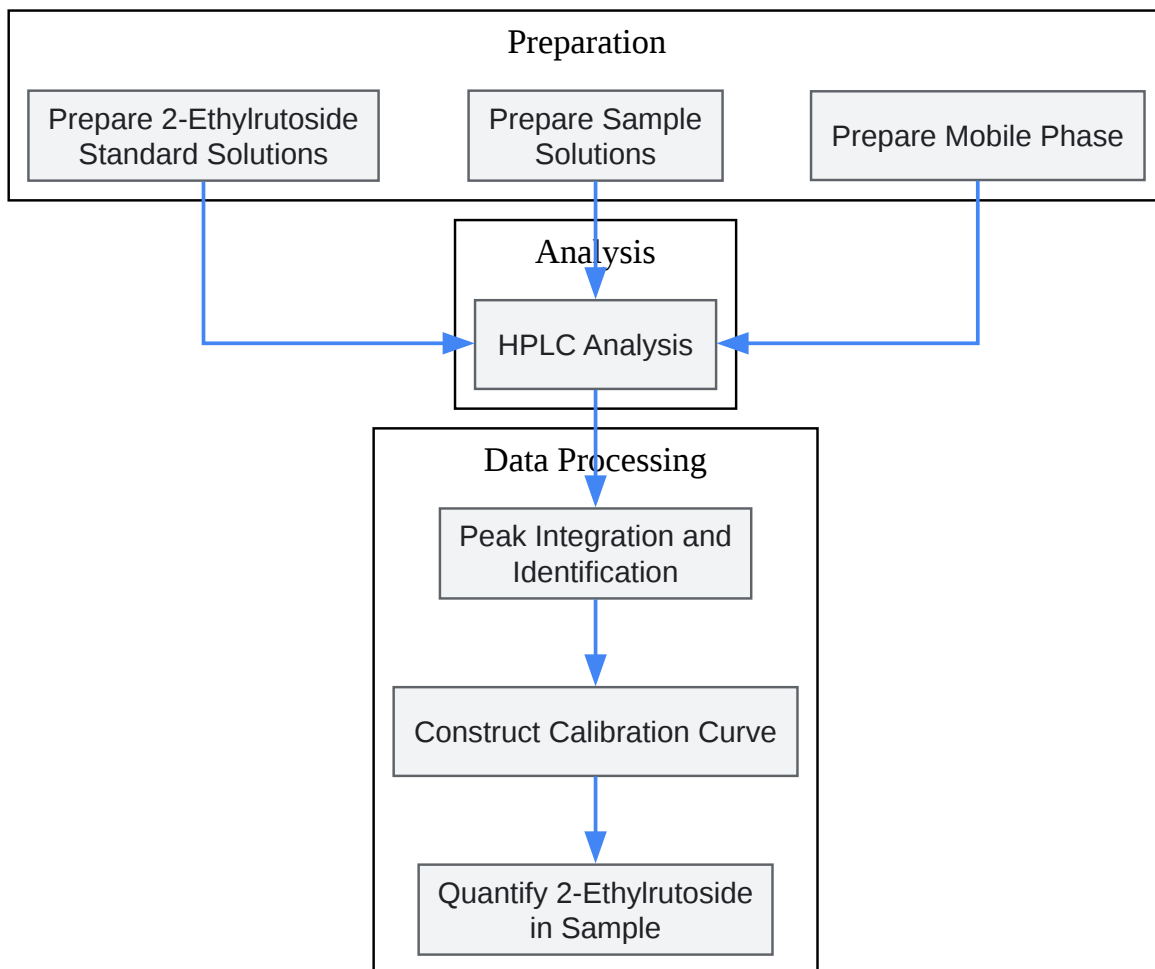 Preparation
Prepare 2-Ethylrutoside
Standard Solutions
Prepare Sample
Solutions
Prepare Mobile Phase
Analysis
HPLC Analysis
Data Processing
Peak Integration and
Identification
Construct Calibration Curve
Quantify 2-Ethylrutoside
in Sample